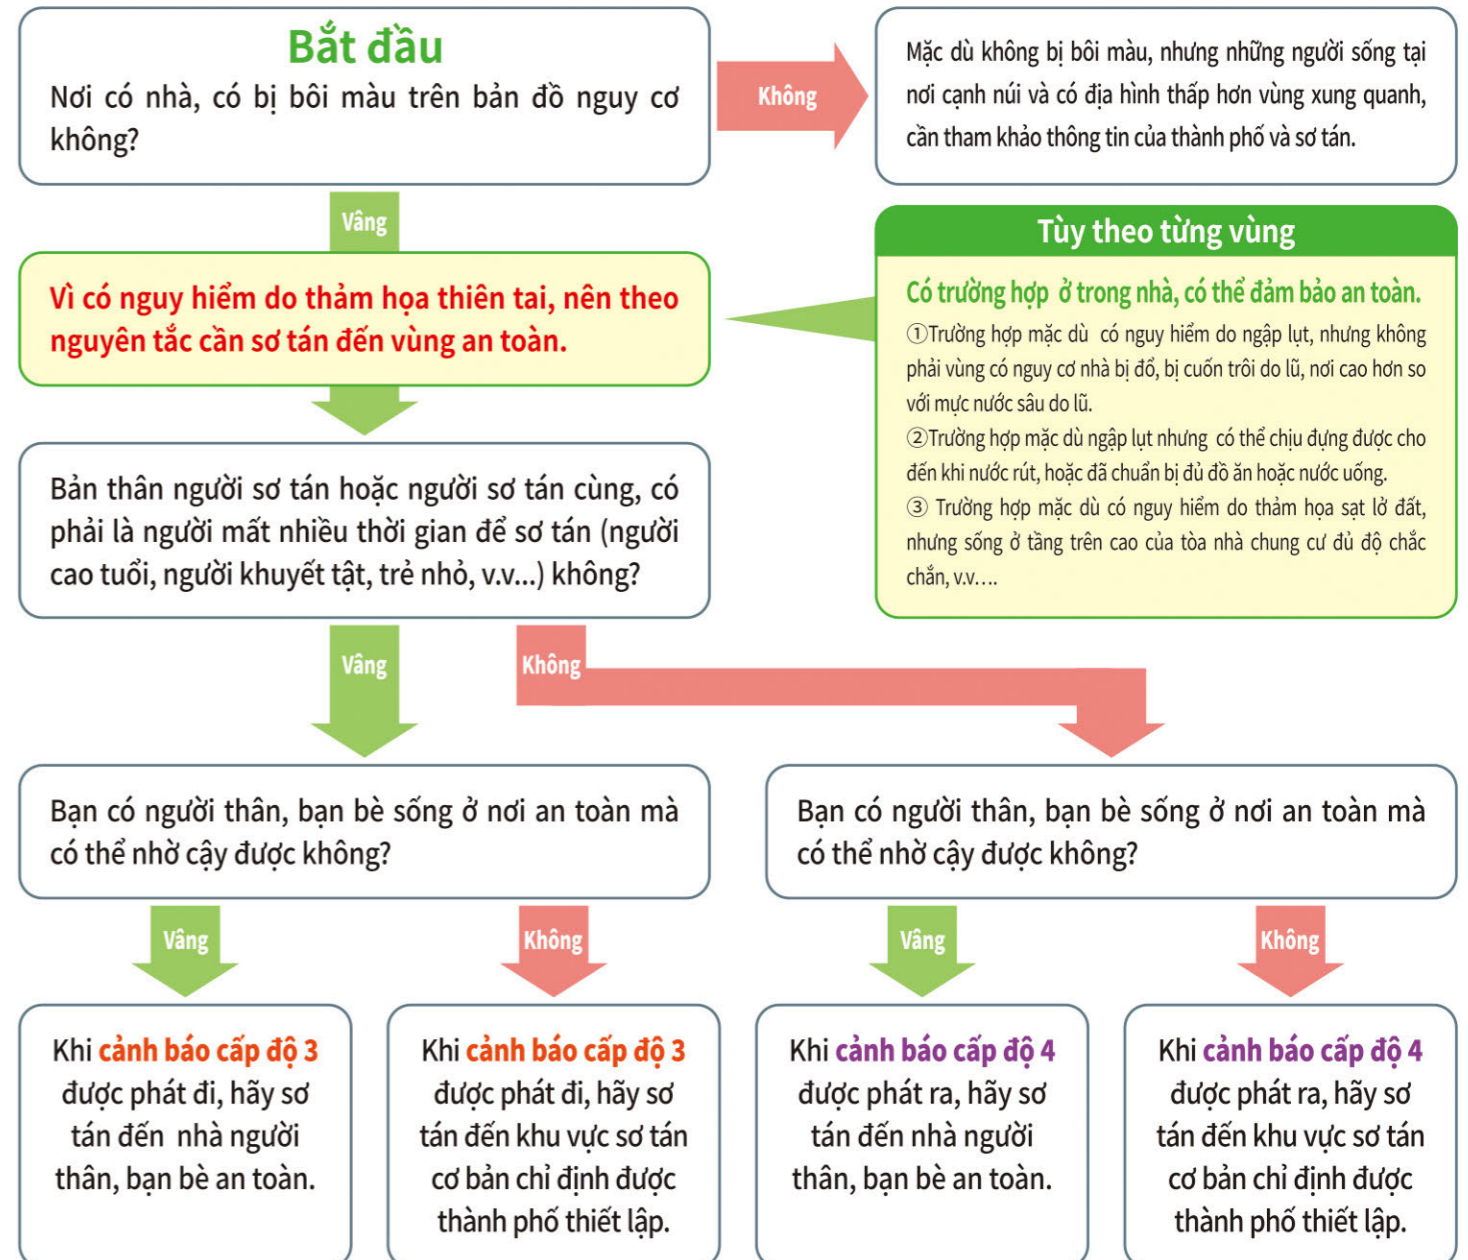 Bắt đầu
Nơi có nhà, có bị bôi màu trên bản đồ nguy cơ
không?
Không
Mặc dù không bị bôi màu, nhưng những người sống tại
nơi cạnh núi và có địa hình thấp hơn vùng xung quanh,
cần tham khảo thông tin của thành phố và sơ tán.
Vâng
Vì có nguy hiểm do thảm họa thiên tai, nên theo
nguyên tắc cần sơ tán đến vùng an toàn.
Tùy theo từng vùng
Có trường hợp ở trong nhà, có thể đảm bảo an toàn.
①Trường hợp mặc dù có nguy hiểm do ngập lụt, nhưng không
phải vùng có nguy cơ nhà bị đổ, bị cuốn trôi do lũ, nơi cao hơn so
với mực nước sâu do lũ.
②Trường hợp mặc dù ngập lụt nhưng có thể chịu đựng được cho
đến khi nước rút, hoặc đã chuẩn bị đủ đồ ăn hoặc nước uống.
③ Trường hợp mặc dù có nguy hiểm do thảm họa sạt lở đất,
nhưng sống ở tầng trên cao của tòa nhà chung cư đủ độ chắc
chắn, v.v....
Bản thân người sơ tán hoặc người sơ tán cùng, có
phải là người mất nhiều thời gian để sơ tán (người
cao tuổi, người khuyết tật, trẻ nhỏ, v.v...) không?
Vâng
Không
Bạn có người thân, bạn bè sống ở nơi an toàn mà
có thể nhờ cậy được không?
Bạn có người thân, bạn bè sống ở nơi an toàn mà
có thể nhờ cậy được không?
Vâng
Không
Vâng
Không
Khi cảnh báo cấp độ 3
được phát đi, hãy sơ
tán đến nhà người
thân, bạn bè an toàn.
Khi cảnh báo cấp độ 3
được phát đi, hãy sơ
tán đến khu vực sơ tán
cơ bản chỉ định được
thành phố thiết lập.
Khi cảnh báo cấp độ 4
được phát ra, hãy sơ
tán đến nhà người
thân, bạn bè an toàn.
Khi cảnh báo cấp độ 4
được phát ra, hãy sơ
tán đến khu vực sơ tán
cơ bản chỉ định được
thành phố thiết lập.